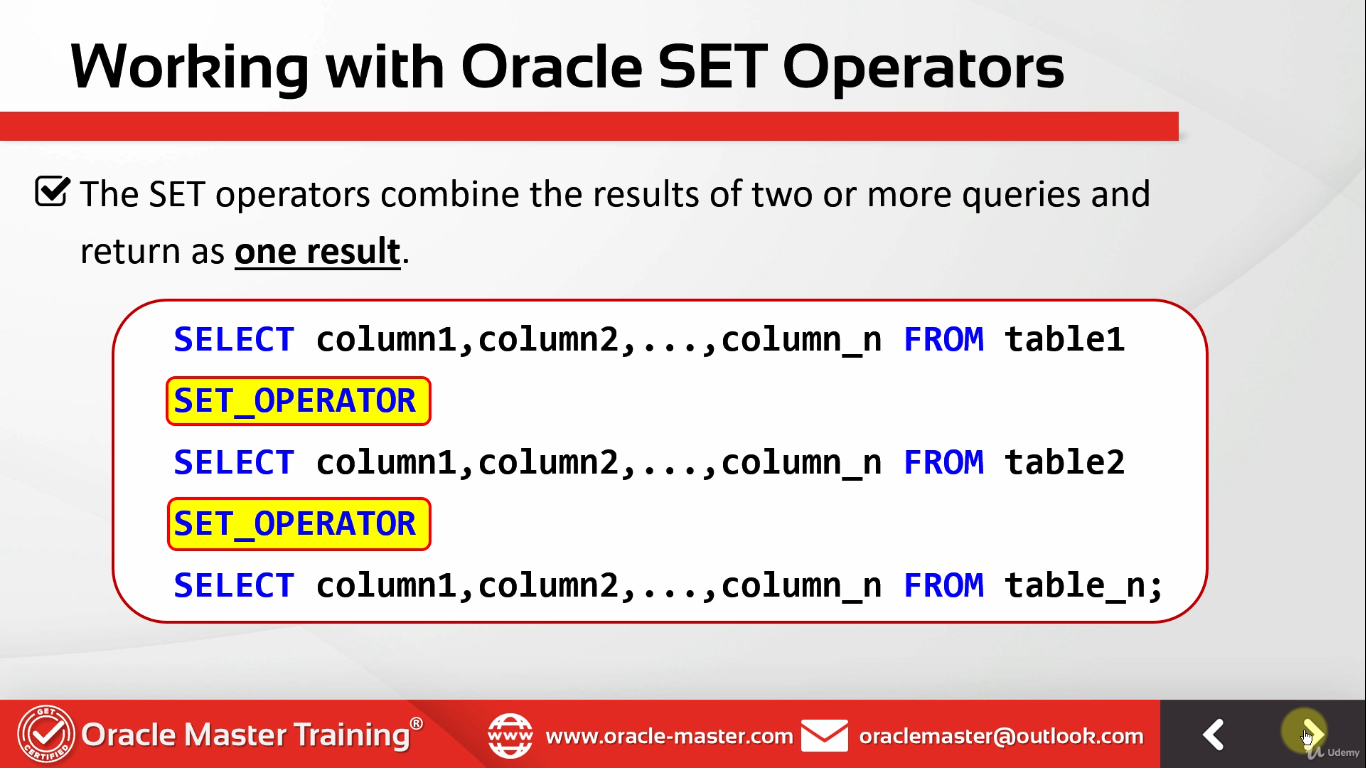 Working with Oracle SET Operators
The SET operators combine the results of two or more queries and
return as one result.
SELECT column1,column2,...,column_n FROM table1
SET_OPERATOR
SELECT column1,column2,...,column_n FROM table2
SET_OPERATOR
SELECT column1,column2,...,column_n FROM table_n;
GET
CERTIFIED
Oracle Master Training®
www
www.oracle-master.com
oraclemaster@outlook.com
Udemy